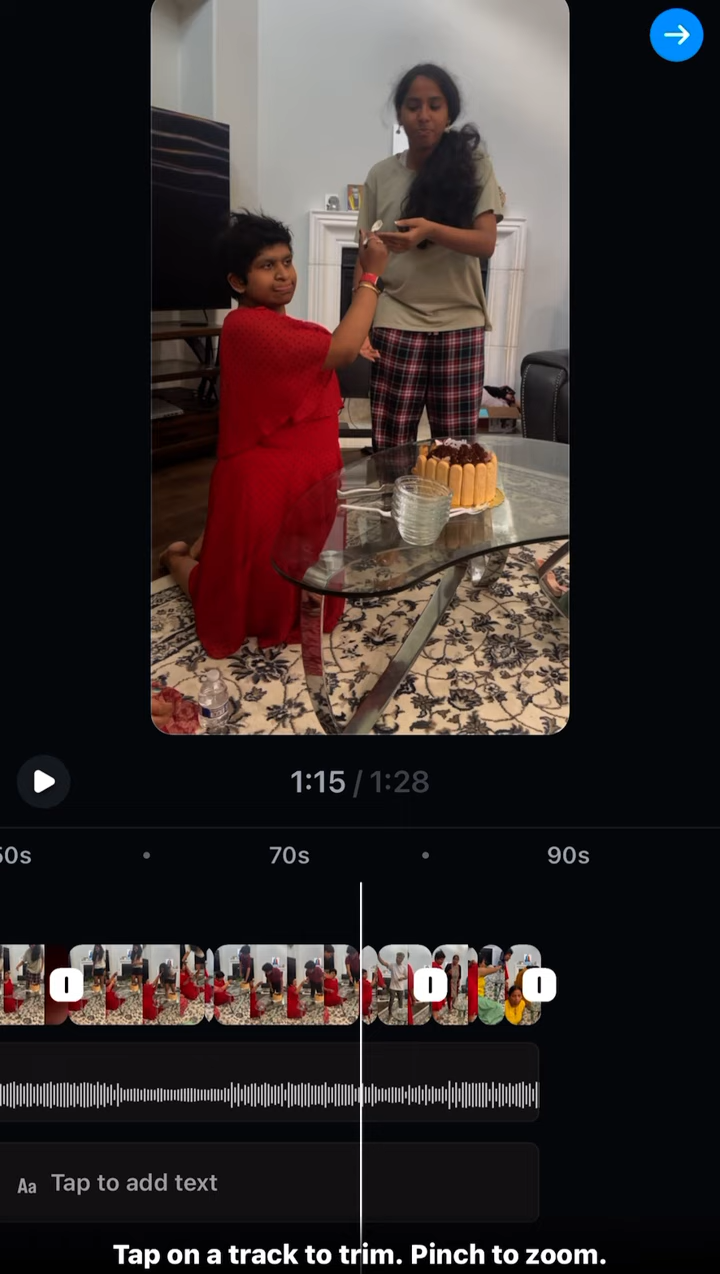 1:15 / 1:28
70s
90s
Aa Tap to add text
Tap on a track to trim. Pinch to zoom.